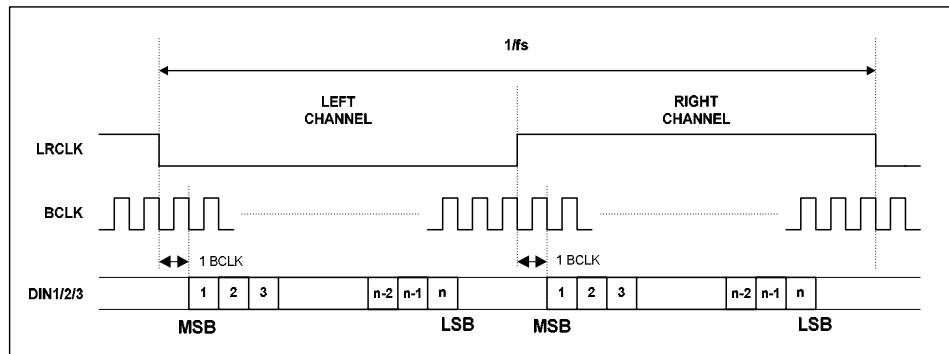 1/fs
LEFT
CHANNEL
RIGHT
CHANNEL
LRCLK
BCLK
1 BCLK
1 BCLK
DIN1/2/3
1 2 3 n-2 n-1 n 1 2 3 n-2 n-1 n
MSB LSB MSB LSB